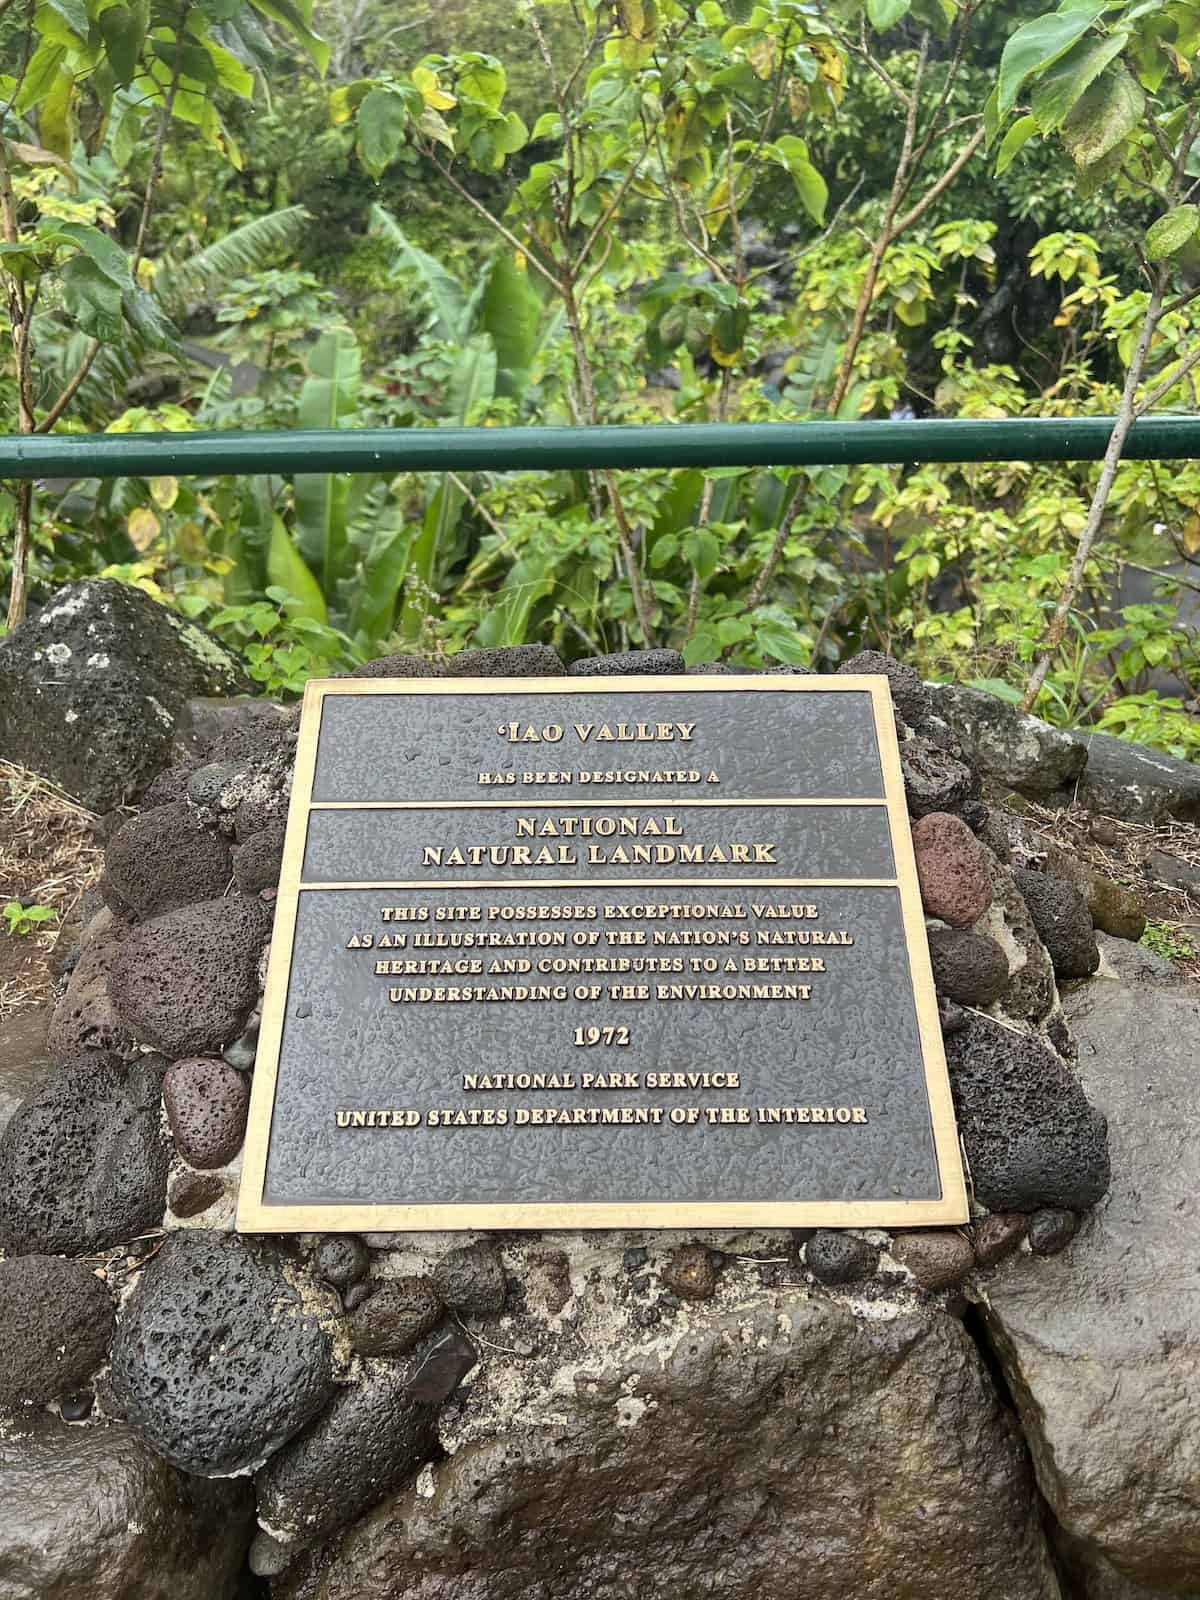 ʻĪAO VALLEY
HAS BEEN DESIGNATED A
NATIONAL
NATURAL LANDMARK
THIS SITE POSSESSES EXCEPTIONAL VALUE
AS AN ILLUSTRATION OF THE NATION'S NATURAL
HERITAGE AND CONTRIBUTES TO A BETTER
UNDERSTANDING OF THE ENVIRONMENT
1972
NATIONAL PARK SERVICE
UNITED STATES DEPARTMENT OF THE INTERIOR